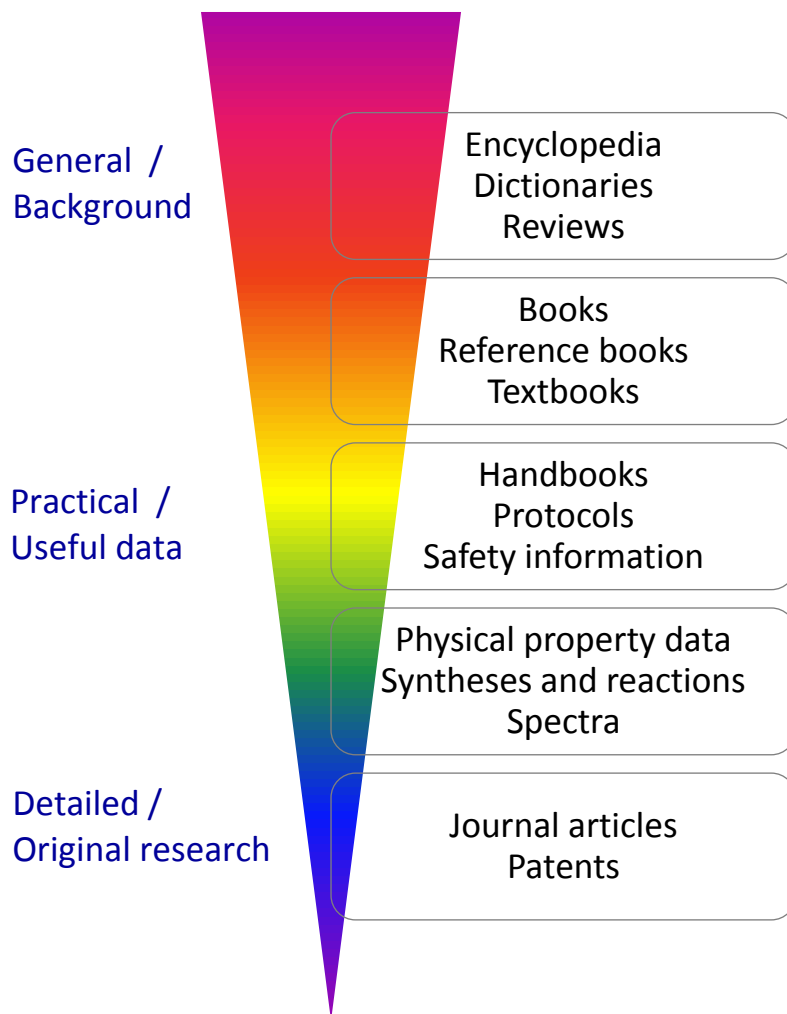 General /
Background
Encyclopedia
Dictionaries
Reviews
Books
Reference books
Textbooks
Practical /
Useful data
Handbooks
Protocols
Safety information
Physical property data
Syntheses and reactions
Spectra
Detailed /
Original research
Journal articles
Patents